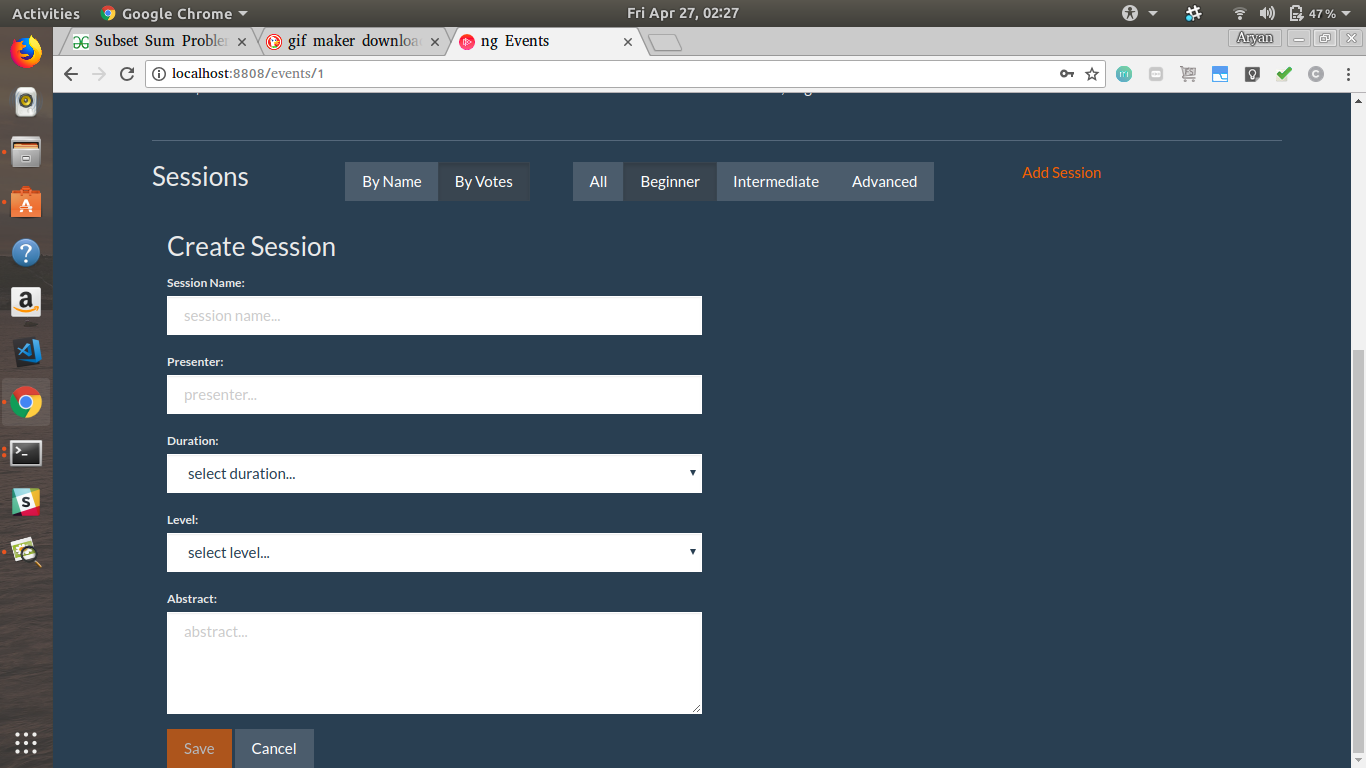 Activities Google Chrome Fri Apr 27, 02:27 47%
Subset Sum Proble gif maker downloa ng Events Aryan
localhost:8808/events/1
Sessions By Name By Votes All Beginner Intermediate Advanced Add Session
Create Session
Session Name:
session name...
Presenter:
presenter...
Duration:
select duration...
Level:
select level...
Abstract:
abstract...
Save Cancel